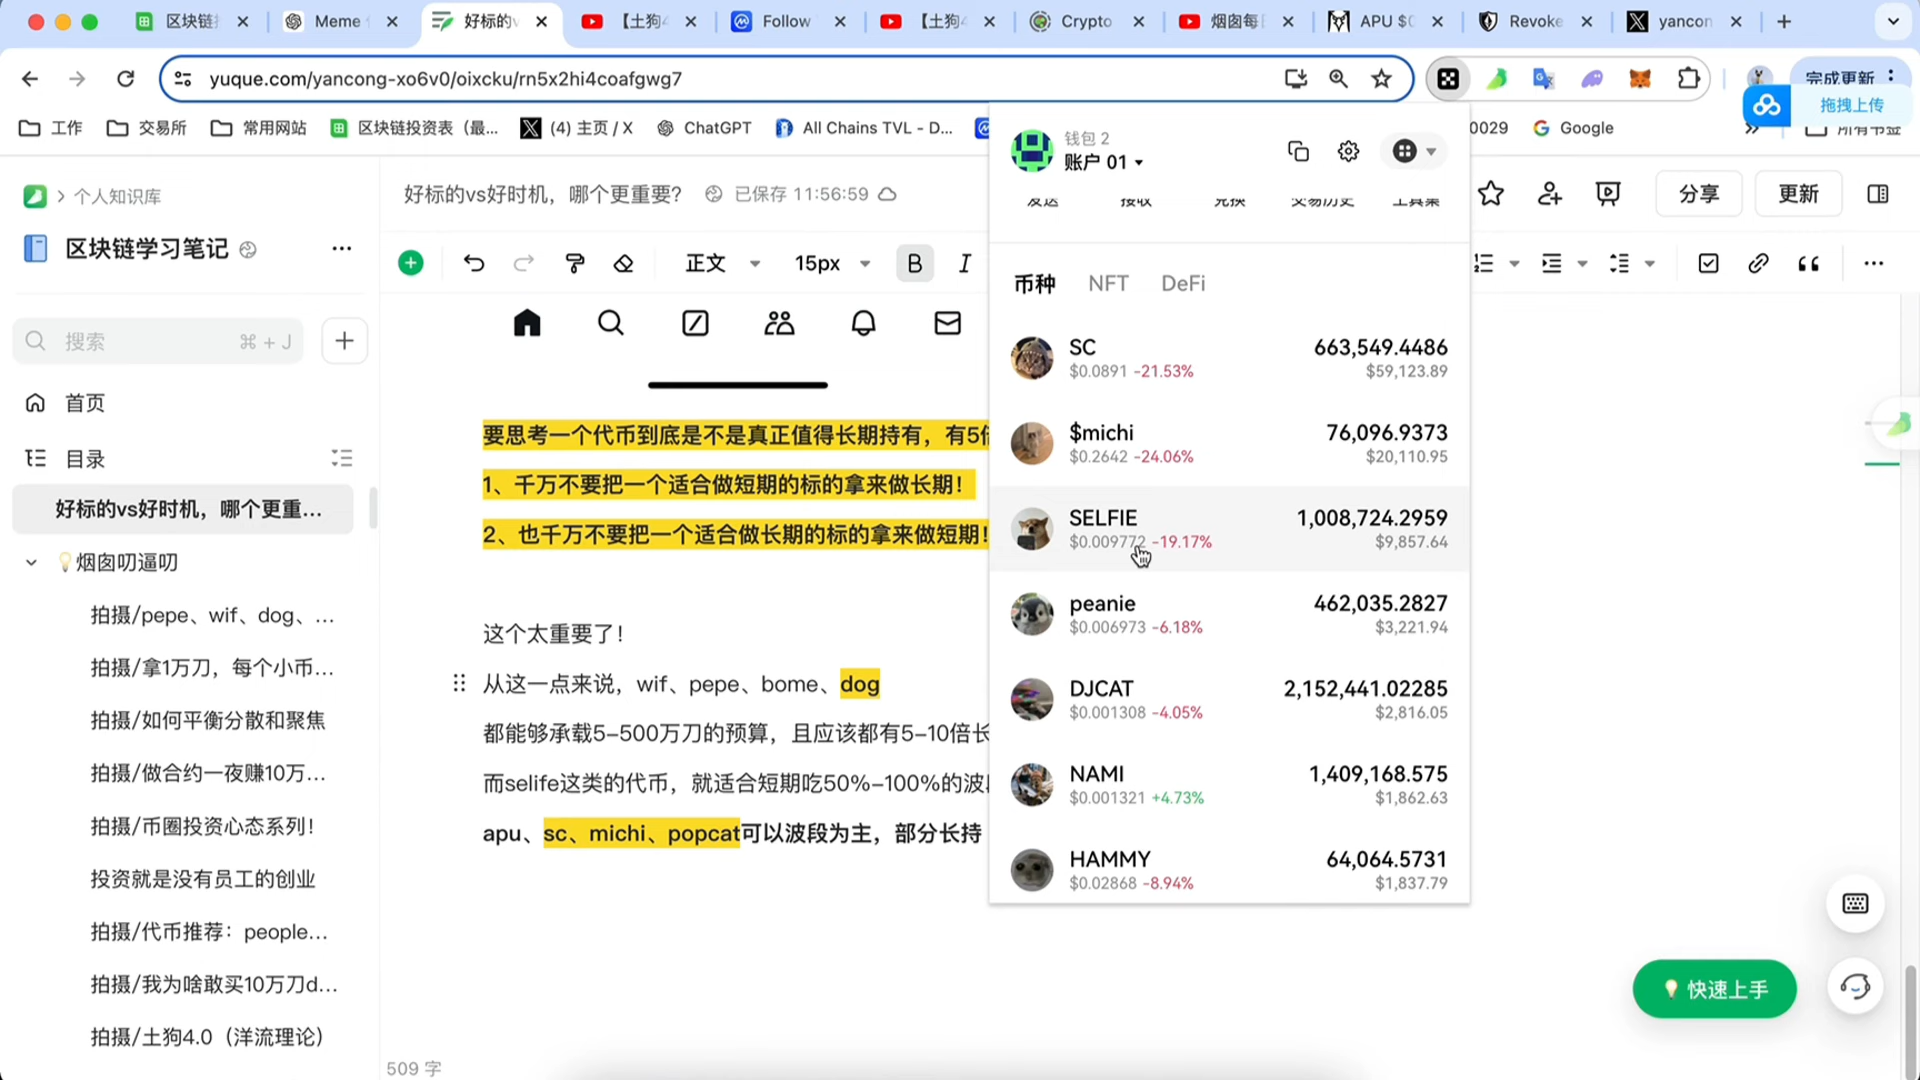 区块链
Meme
好标的v
【土狗4
Follow
【土狗4
Crypto
烟囱每
APU $
Revoke
yancon
yuque.com/yancong-xo6v0/oixcku/rn5x2hi4coafgwg7
完成更新
拖拽上传
工作
交易所
常用网站
区块链投资表（最...
(4) 主页 / X
ChatGPT
All Chains TVL - D...
0029
Google
所有书签
个人知识库
区块链学习笔记
搜索
⌘ + J
首页
目录
好标的vs好时机，哪个更重...
💡烟囱叨逼叨
拍摄/pepe、wif、dog、...
拍摄/拿1万刀，每个小币...
拍摄/如何平衡分散和聚焦
拍摄/做合约一夜赚10万...
拍摄/币圈投资心态系列！
投资就是没有员工的创业
拍摄/代币推荐：people...
拍摄/我为啥敢买10万刀d...
拍摄/土狗4.0（洋流理论）
好标的vs好时机，哪个更重要?
已保存 11:56:59
分享
更新
正文
15px
B
I
要思考一个代币到底是不是真正值得长期持有，有5倍
1、千万不要把一个适合做短期的标的拿来做长期！
2、也千万不要把一个适合做长期的标的拿来做短期！
这个太重要了！
从这一点来说，wif、pepe、bome、dog
都能够承载5-500万刀的预算，且应该都有5-10倍长
而selife这类的代币，就适合短期吃50%-100%的波
apu、sc、michi、popcat可以波段为主，部分长持
509 字
钱包 2
账户 01
发送
接收
兑换
交易历史
工具集
币种
NFT
DeFi
SC
663,549.4486
$0.0891 -21.53%
$59,123.89
$michi
76,096.9373
$0.2642 -24.06%
$20,110.95
SELFIE
1,008,724.2959
$0.009772 -19.17%
$9,857.64
peanie
462,035.2827
$0.006973 -6.18%
$3,221.94
DJCAT
2,152,441.02285
$0.001308 -4.05%
$2,816.05
NAMI
1,409,168.575
$0.001321 +4.73%
$1,862.63
HAMMY
64,064.5731
$0.02868 -8.94%
$1,837.79
💡 快速上手